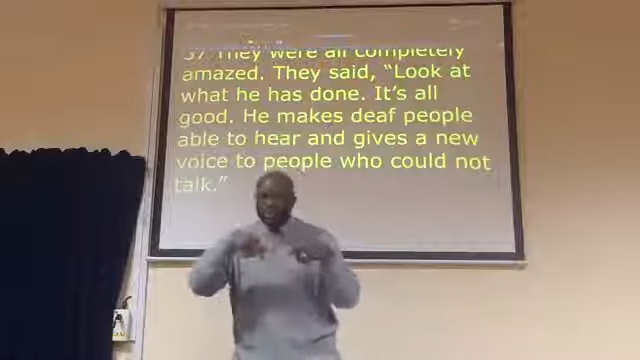 37 They were all completely
amazed. They said, “Look at
what he has done. It’s all
good. He makes deaf people
able to hear and gives a new
voice to people who could not
talk.”